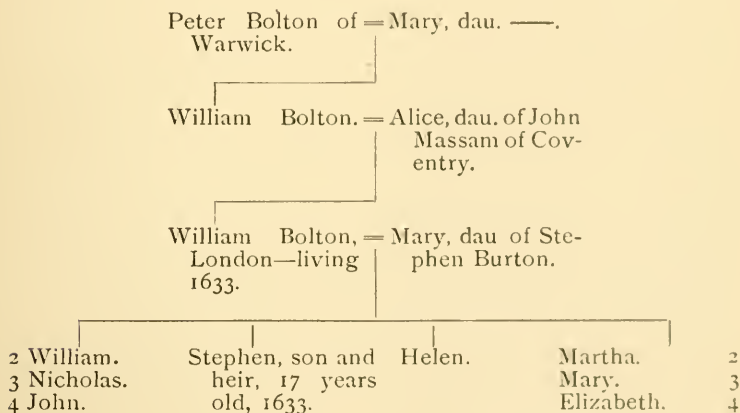 Peter Bolton of = Mary, dau. ——.
Warwick.
William Bolton. = Alice, dau. of John
Massam of Cov-
entry.
William Bolton, = Mary, dau of Ste-
London—living phen Burton.
1633.
2 William. Stephen, son and Helen. Martha. 2
3 Nicholas. heir, 17 years Mary. 3
4 John. old, 1633. Elizabeth. 4